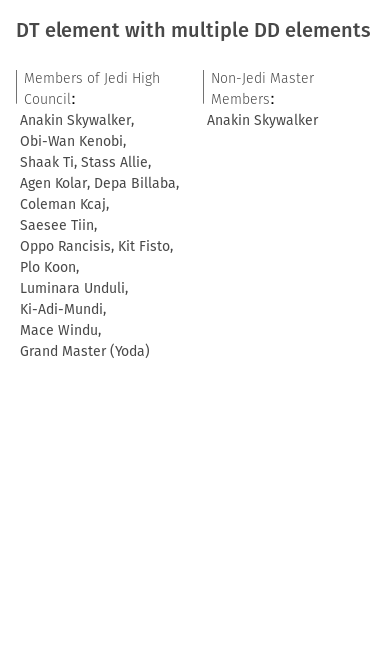 DT element with multiple DD elements
Members of Jedi High
Council:
Anakin Skywalker,
Obi-Wan Kenobi,
Shaak Ti, Stass Allie,
Agen Kolar, Depa Billaba,
Coleman Kcaj,
Saesee Tiin,
Oppo Rancisis, Kit Fisto,
Plo Koon,
Luminara Unduli,
Ki-Adi-Mundi,
Mace Windu,
Grand Master (Yoda)
Non-Jedi Master
Members:
Anakin Skywalker